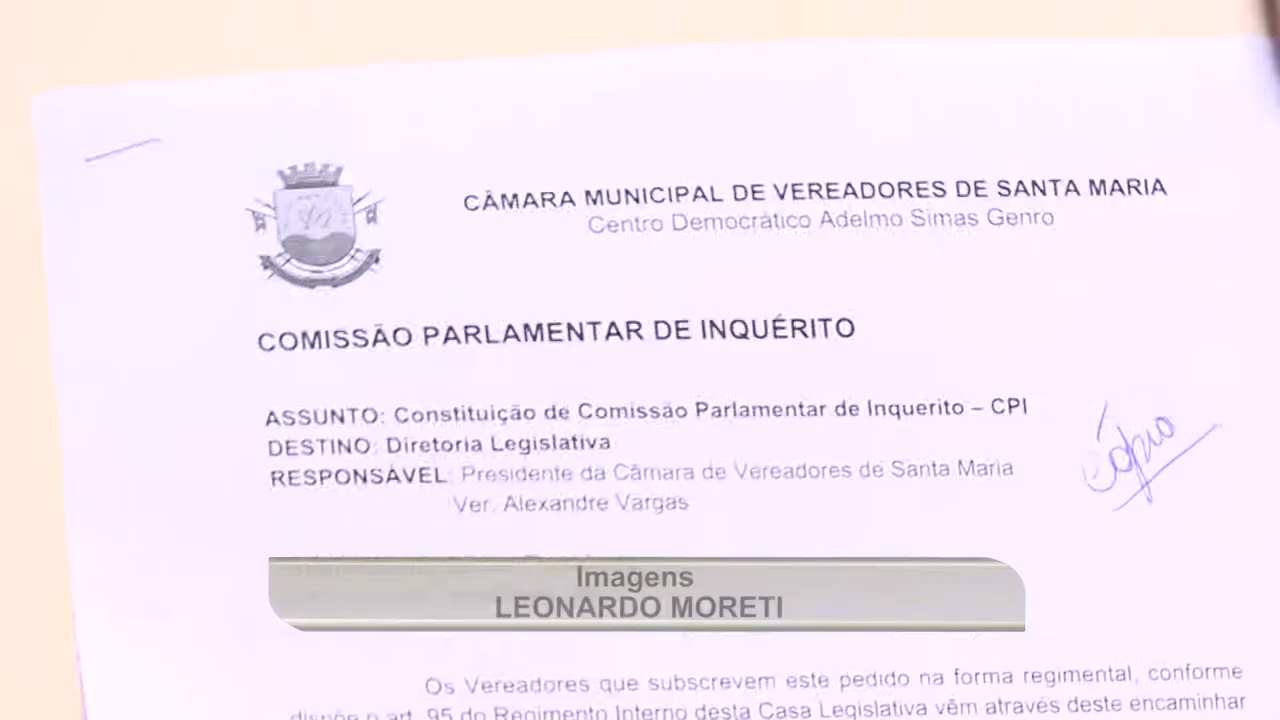 CÂMARA MUNICIPAL DE VEREADORES DE SANTA MARIA
Centro Democrático Adelmo Simas Genro
COMISSÃO PARLAMENTAR DE INQUÉRITO
ASSUNTO: Constituição de Comissão Parlamentar de Inquerito – CPI
DESTINO: Diretoria Legislativa
RESPONSÁVEL: Presidente da Câmara de Vereadores de Santa Maria
Ver. Alexandre Vargas
cópia
Imagens
LEONARDO MORETI
Os Vereadores que subscrevem este pedido na forma regimental, conforme
dispõe o art. 95 do Regimento Interno desta Casa Legislativa vêm através deste encaminhar